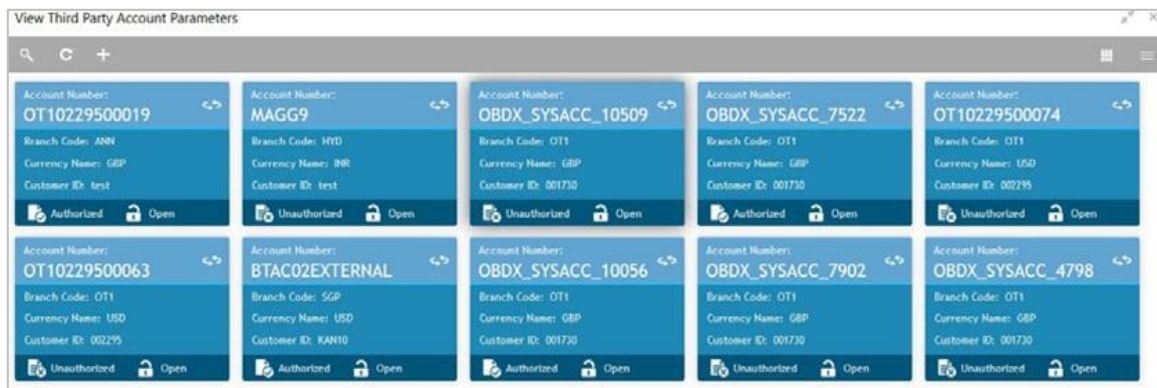 View Third Party Account Parameters
Account Number:
OT10229500019
Branch Code: ANN
Currency Name: GBP
Customer ID: test
Authorized Open
Account Number:
MAGG9
Branch Code: HYD
Currency Name: INR
Customer ID: test
Unauthorized Open
Account Number:
OBDX_SYSACC_10509
Branch Code: OT1
Currency Name: GBP
Customer ID: 001730
Unauthorized Open
Account Number:
OBDX_SYSACC_7522
Branch Code: OT1
Currency Name: GBP
Customer ID: 001730
Authorized Open
Account Number:
OT10229500074
Branch Code: OT1
Currency Name: USD
Customer ID: 002295
Unauthorized Open
Account Number:
OT10229500063
Branch Code: OT1
Currency Name: USD
Customer ID: 002295
Unauthorized Open
Account Number:
BTAC02EXTERNAL
Branch Code: SGP
Currency Name: USD
Customer ID: KAN10
Authorized Open
Account Number:
OBDX_SYSACC_10056
Branch Code: OT1
Currency Name: GBP
Customer ID: 001730
Unauthorized Open
Account Number:
OBDX_SYSACC_7902
Branch Code: OT1
Currency Name: GBP
Customer ID: 001730
Authorized Open
Account Number:
OBDX_SYSACC_4798
Branch Code: OT1
Currency Name: GBP
Customer ID: 001730
Unauthorized Open